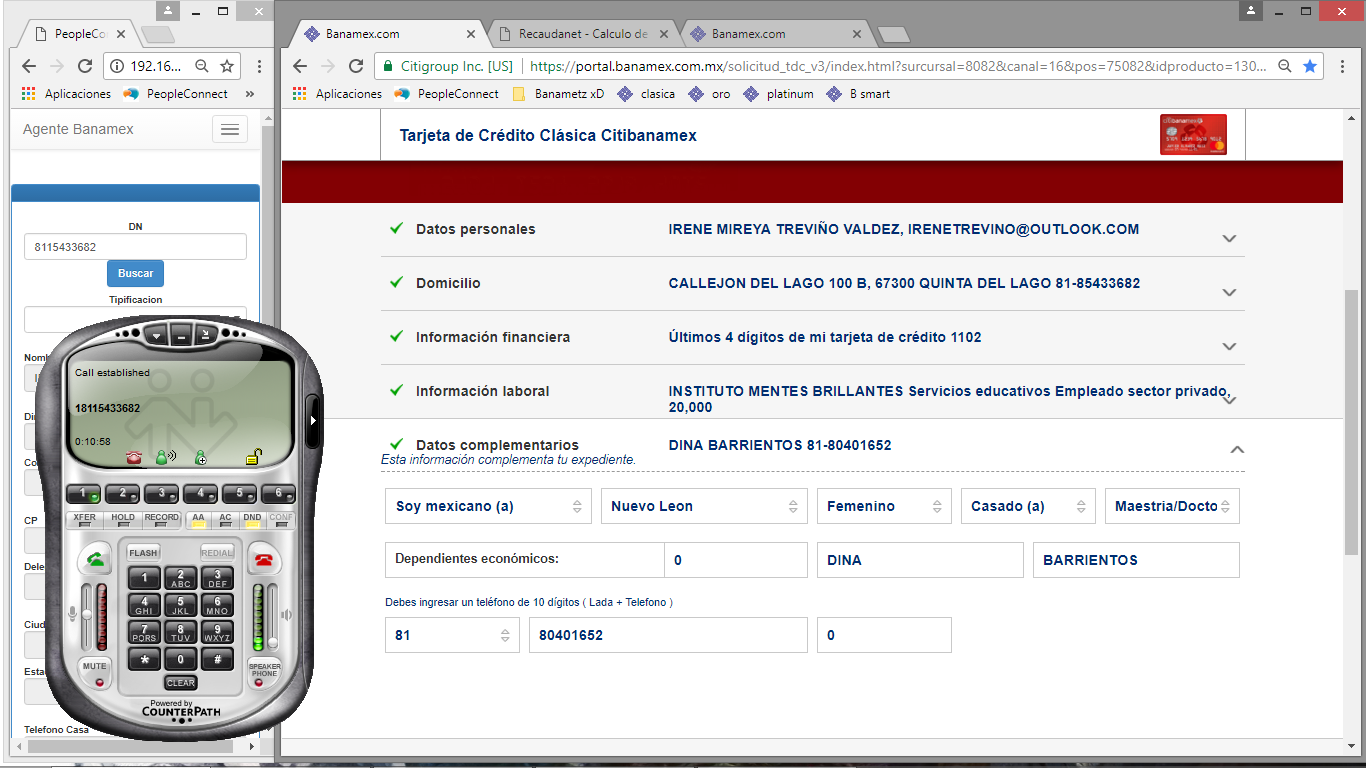 PeopleCo
192.16...
Aplicaciones
PeopleConnect
»
Agente Banamex
DN
8115433682
Buscar
Tipificacion
CP
Telefono Casa
Call established
18115433682
0:10:58
1 2 3 4 5 6
XFER HOLD RECORD AA AC DND CONF
FLASH REDIAL
1 2 ABC 3 DEF
4 GHI 5 JKL 6 MNO
7 PQRS 8 TUV 9 WXYZ
* 0 #
MUTE
SPEAKER PHONE
CLEAR
Powered by
COUNTERPATH
Banamex.com
Recaudanet - Calculo de
Banamex.com
Citigroup Inc. [US]
https://portal.banamex.com.mx/solicitud_tdc_v3/index.html?surcursal=8082&canal=16&pos=75082&idproducto=130...
Aplicaciones PeopleConnect Banametz xD clasica oro platinum B smart
Tarjeta de Crédito Clásica Citibanamex
Datos personales IRENE MIREYA TREVIÑO VALDEZ, IRENETREVINO@OUTLOOK.COM
Domicilio CALLEJON DEL LAGO 100 B, 67300 QUINTA DEL LAGO 81-85433682
Información financiera Últimos 4 dígitos de mi tarjeta de crédito 1102
Información laboral INSTITUTO MENTES BRILLANTES Servicios educativos Empleado sector privado,
20,000
Datos complementarios DINA BARRIENTOS 81-80401652
Esta información complementa tu expediente.
Soy mexicano (a) Nuevo Leon Femenino Casado (a) Maestria/Docto
Dependientes económicos: 0 DINA BARRIENTOS
Debes ingresar un teléfono de 10 dígitos ( Lada + Telefono )
81 80401652 0